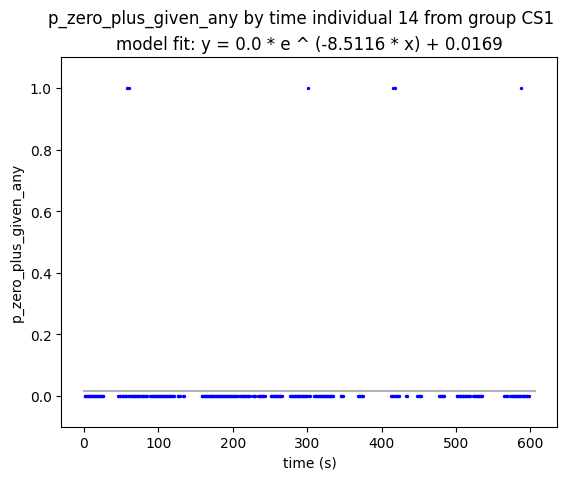 p_zero_plus_given_any by time individual 14 from group CS1
model fit: y = 0.0 * e ^ (-8.5116 * x) + 0.0169
1.0
0.8
0.6
0.4
0.2
0.0
p_zero_plus_given_any
0 100 200 300 400 500 600
time (s)